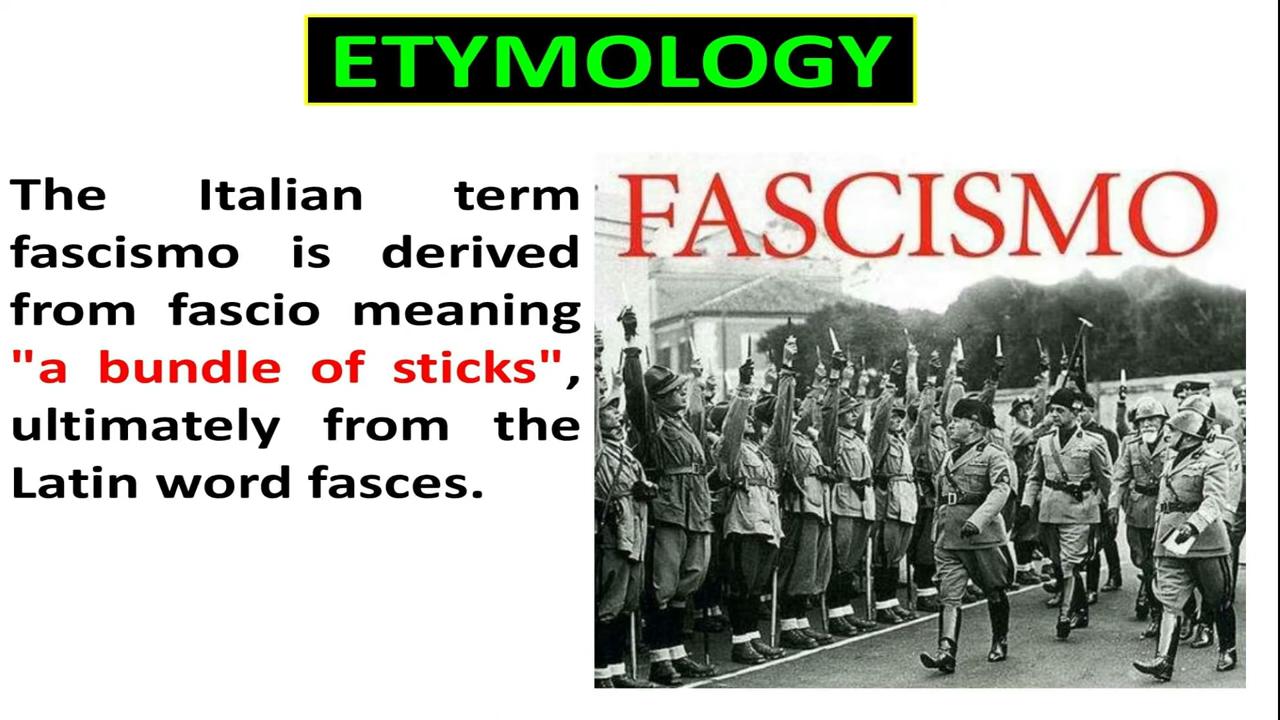 ETYMOLOGY
The Italian term
fascismo is derived
from fascio meaning
"a bundle of sticks",
ultimately from the
Latin word fasces.
FASCISMO